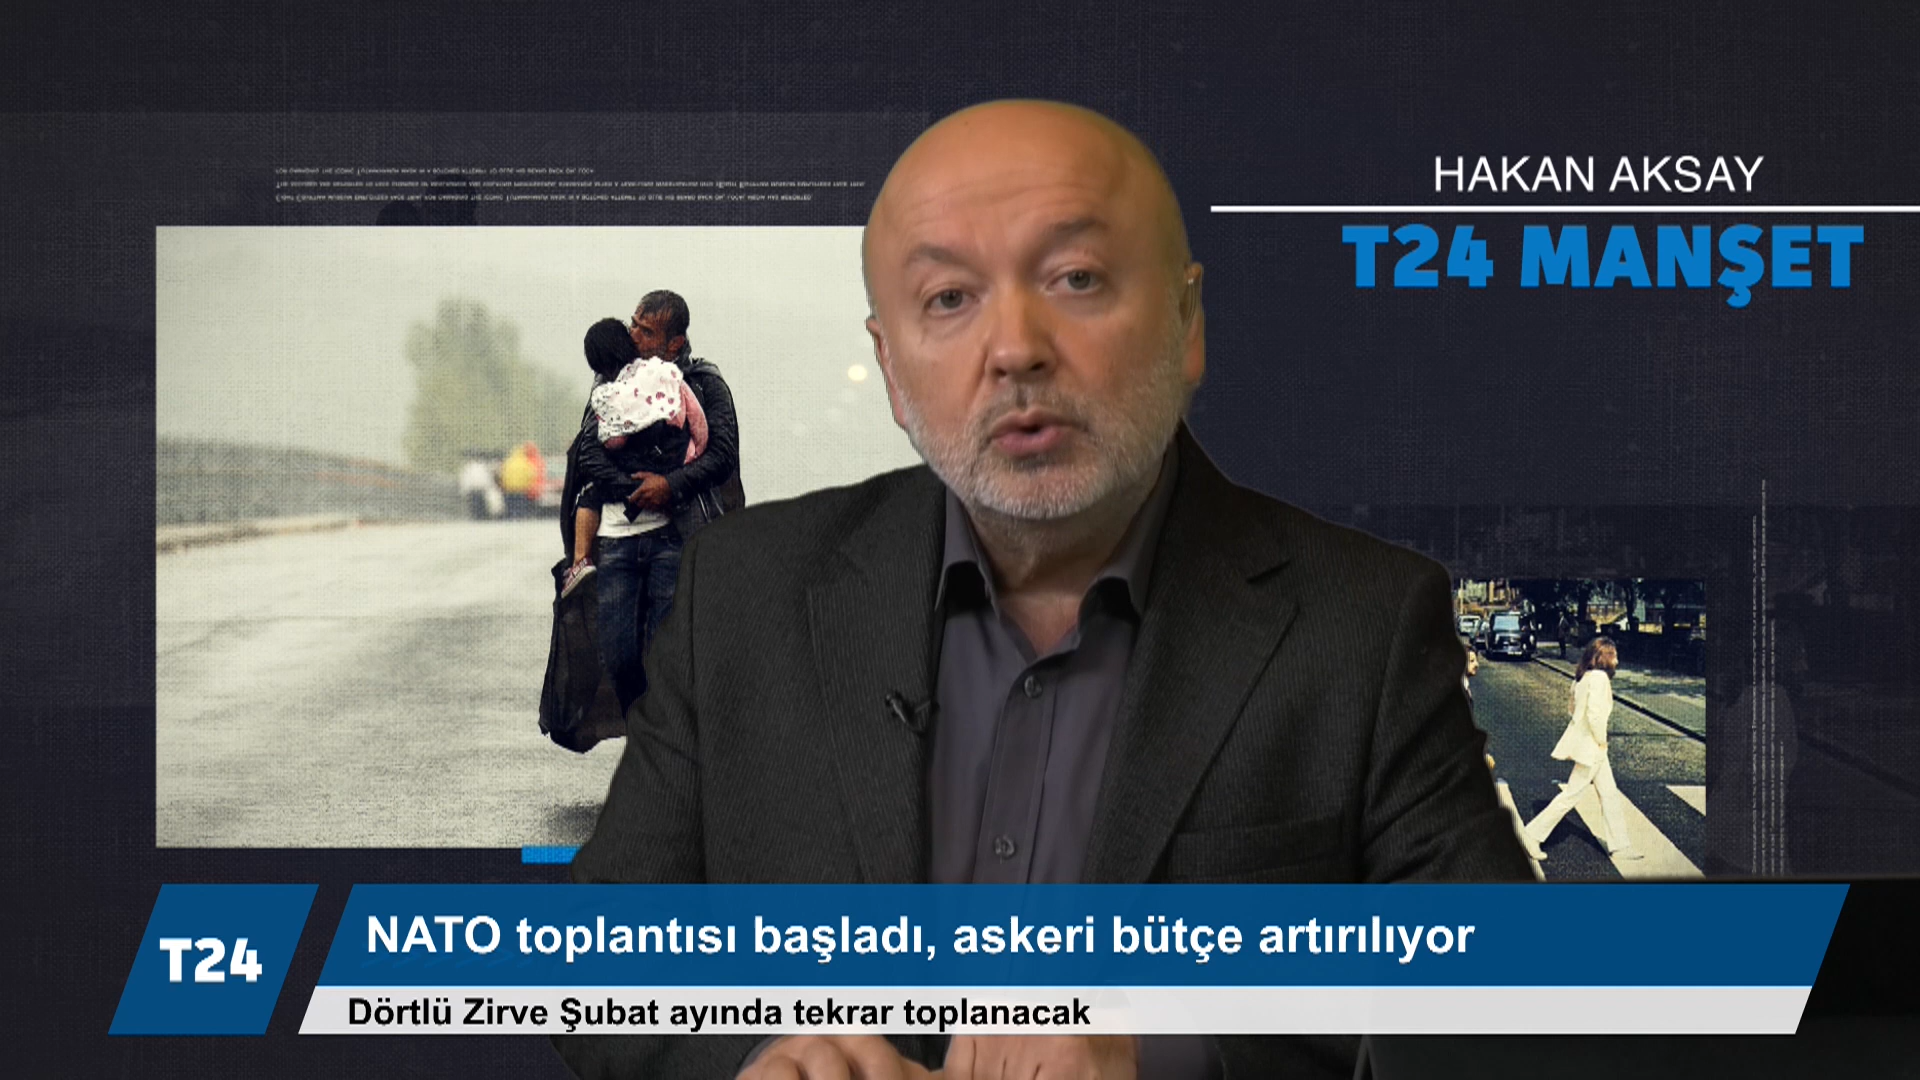 HAKAN AKSAY
T24 MANŞET
T24
NATO toplantısı başladı, askeri bütçe artırılıyor
Dörtlü Zirve Şubat ayında tekrar toplanacak